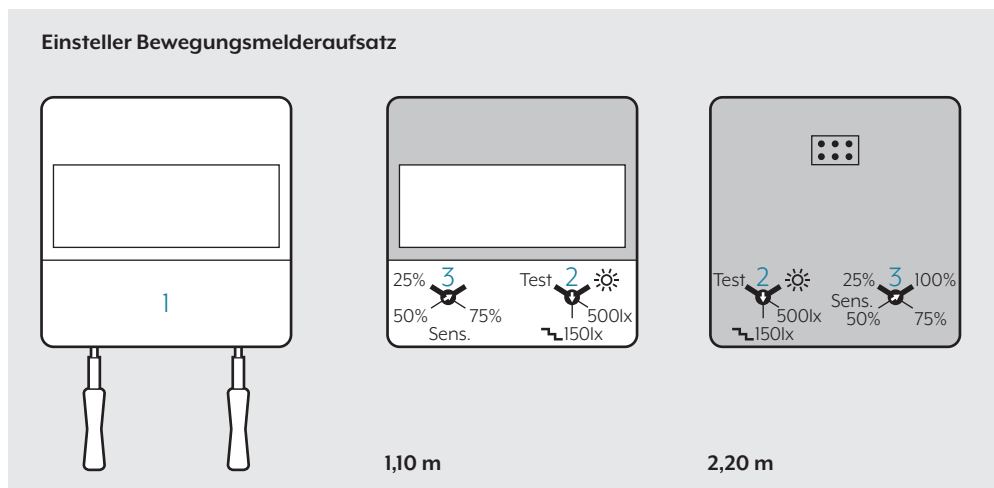 Einsteller Bewegungsmelderaufsatz
1
25% 3
50% 75%
Sens.
Test 2
500lx
150lx
1,10 m
Test 2
500lx
150lx
25% 3 100%
Sens.
50% 75%
2,20 m